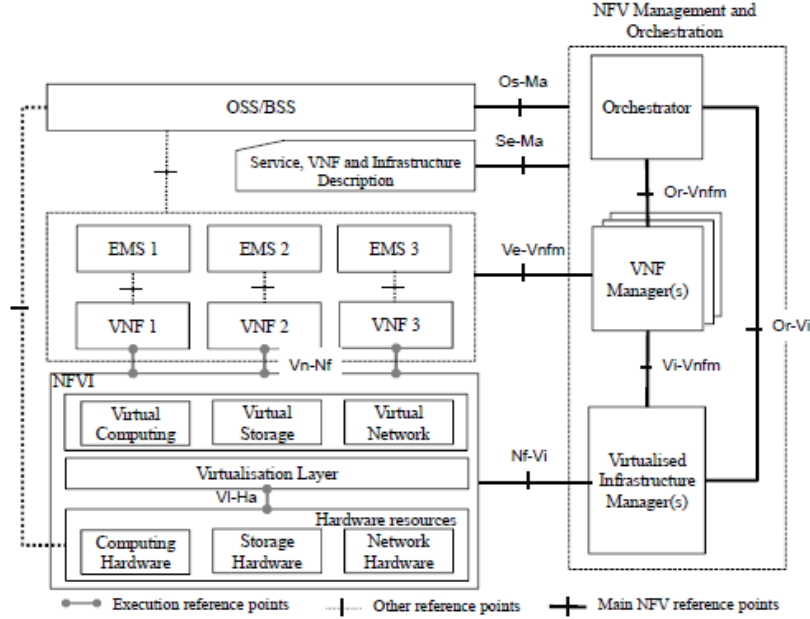 NFV Management and
Orchestration
Os-Ma
OSS/BSS
Orchestrator
Se-Ma
Service, VNF and Infrastructure
Description
Or-Vnfm
EMS 1
EMS 2
EMS 3
Ve-Vnfm
VNF
Manager(s)
VNF 1
VNF 2
VNF 3
Or-Vi
Vn-Nf
Vi-Vnfm
NFVI
Virtual
Computing
Virtual
Storage
Virtual
Network
Nf-Vi
Virtualisation Layer
Virtualised
Infrastructure
Manager(s)
Vl-Ha
Hardware resources
Computing
Hardware
Storage
Hardware
Network
Hardware
Execution reference points
Other reference points
Main NFV reference points